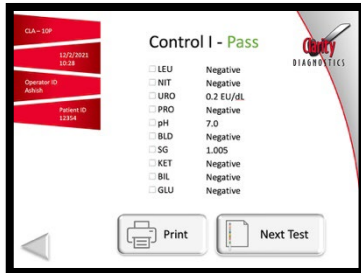 CLA – 10P
12/2/2021
10:28
Operator ID
Ashish
Patient ID
12354
Control I - Pass
Clarity
DIAGNOSTICS
LEU Negative
NIT Negative
URO 0.2 EU/dL
PRO Negative
pH 7.0
BLD Negative
SG 1.005
KET Negative
BIL Negative
GLU Negative
Print
Next Test